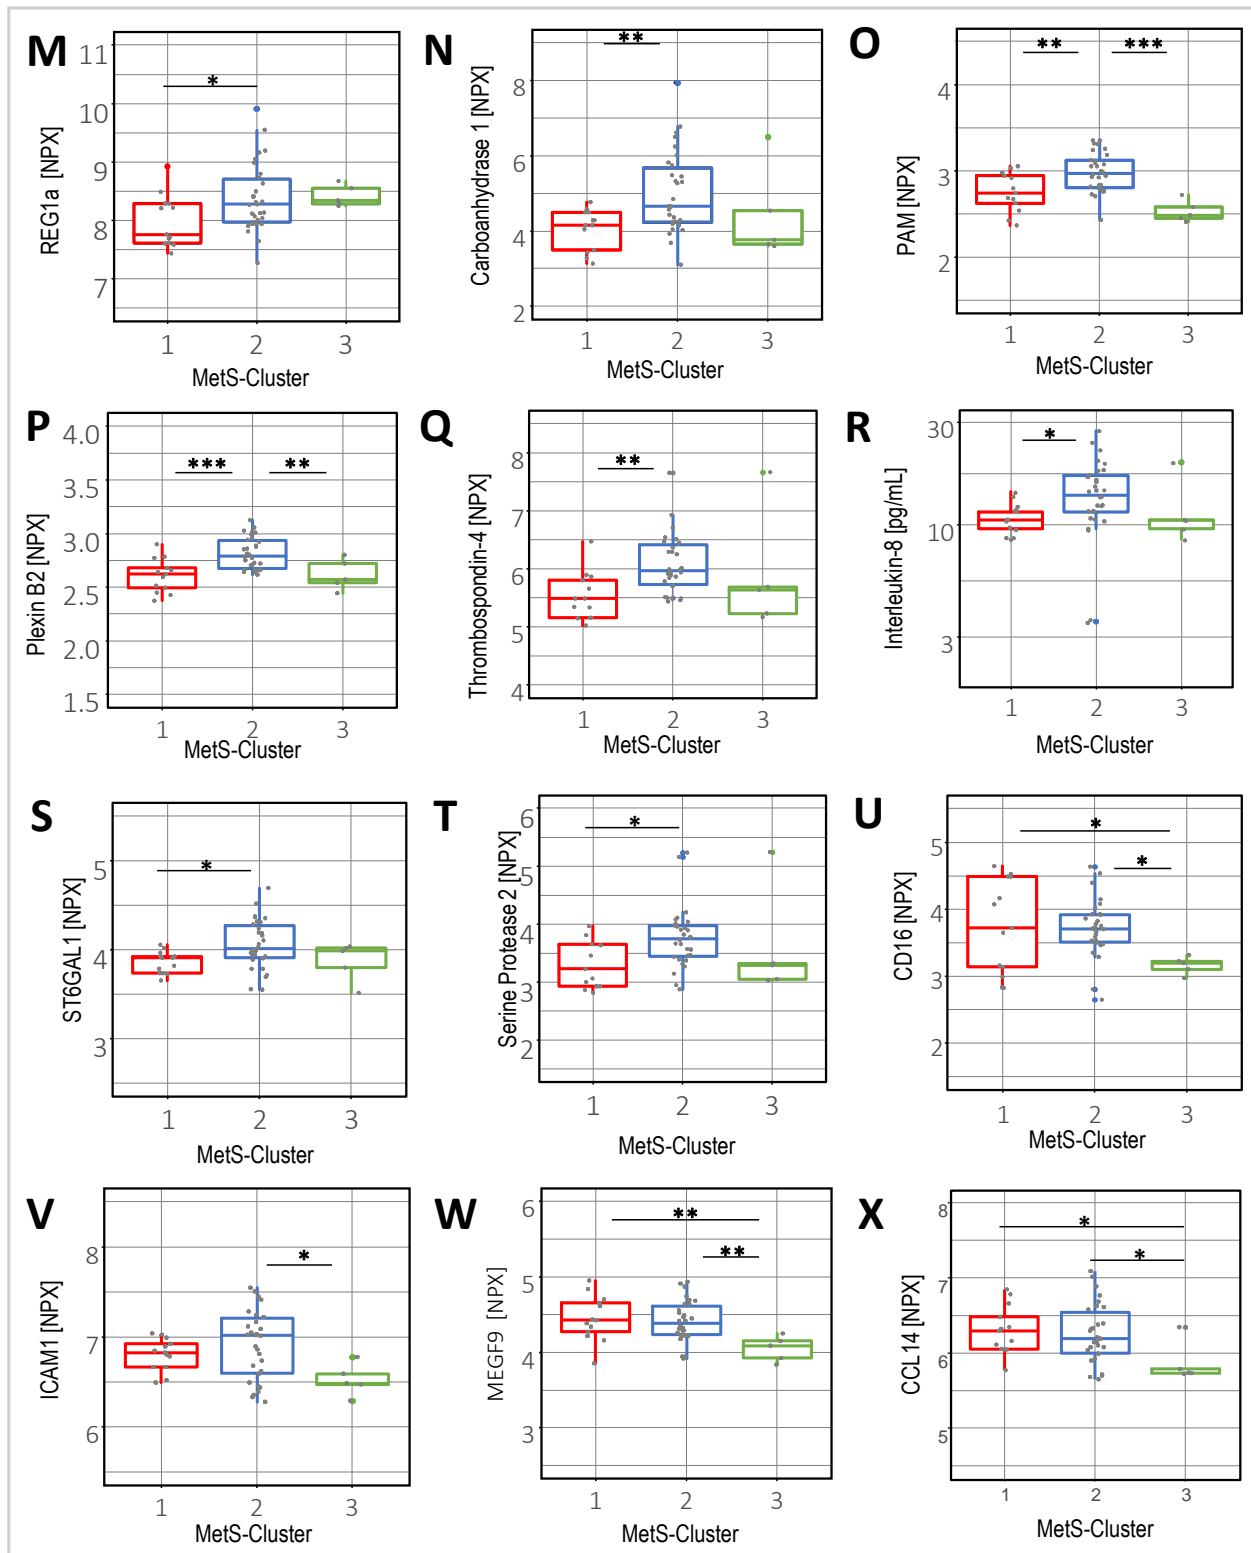 M
REG1a [NPX]
11
10
9
8
7
*
1 2 3
MetS-Cluster
N
Carboanhydrase 1 [NPX]
8
6
4
2
**
1 2 3
MetS-Cluster
O
PAM [NPX]
4
3
2
** ***
1 2 3
MetS-Cluster
P
Plexin B2 [NPX]
4.0
3.5
3.0
2.5
2.0
1.5
*** **
1 2 3
MetS-Cluster
Q
Thrombospondin-4 [NPX]
8
7
6
5
4
**
1 2 3
MetS-Cluster
R
Interleukin-8 [pg/mL]
30
10
3
*
1 2 3
MetS-Cluster
S
ST6GAL1 [NPX]
5
4
3
*
1 2 3
MetS-Cluster
T
Serine Protease 2 [NPX]
6
5
4
3
2
*
1 2 3
MetS-Cluster
U
CD16 [NPX]
5
4
3
2
*
*
1 2 3
MetS-Cluster
V
ICAM1 [NPX]
8
7
6
*
1 2 3
MetS-Cluster
W
MEGF9 [NPX]
6
5
4
3
**
**
1 2 3
MetS-Cluster
X
CCL14 [NPX]
8
7
6
5
*
*
1 2 3
MetS-Cluster